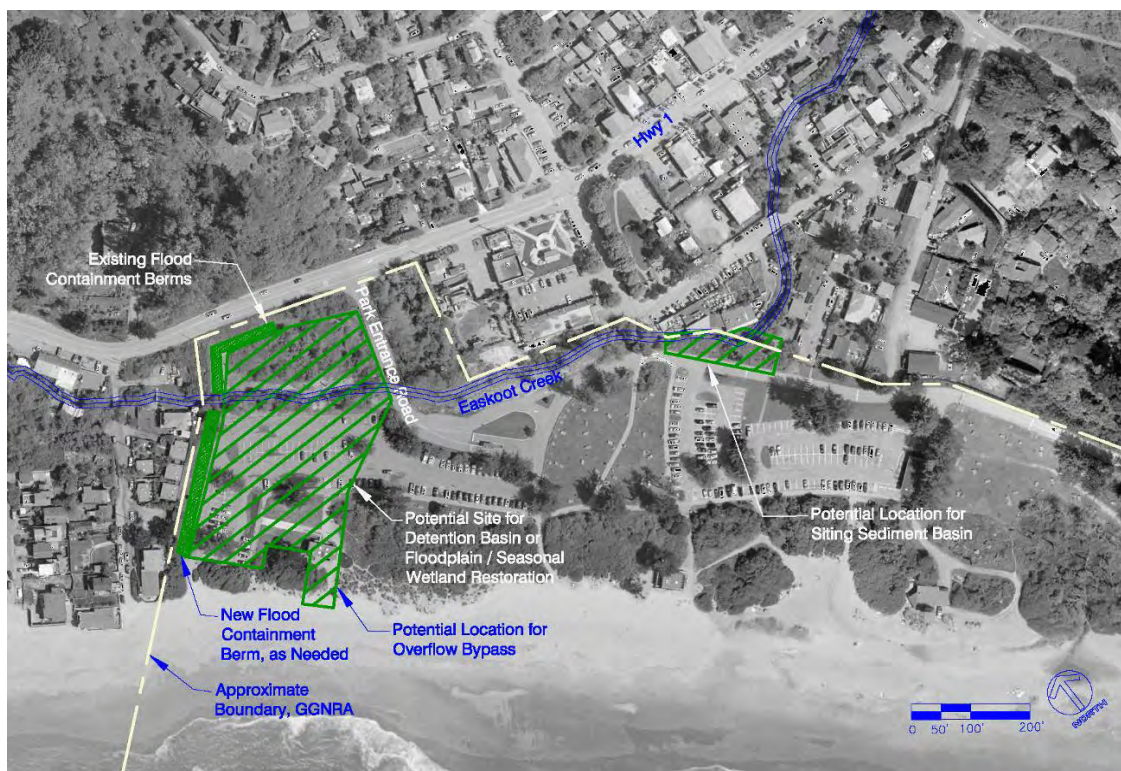 Hwy 1
Existing Flood
Containment Berms
Park Entrance Road
Easkoot Creek
Potential Site for
Detention Basin or
Floodplain / Seasonal
Wetland Restoration
Potential Location for
Siting Sediment Basin
New Flood
Containment
Berm, as Needed
Potential Location for
Overflow Bypass
Approximate
Boundary, GGNRA
NORTH
0 50' 100' 200'